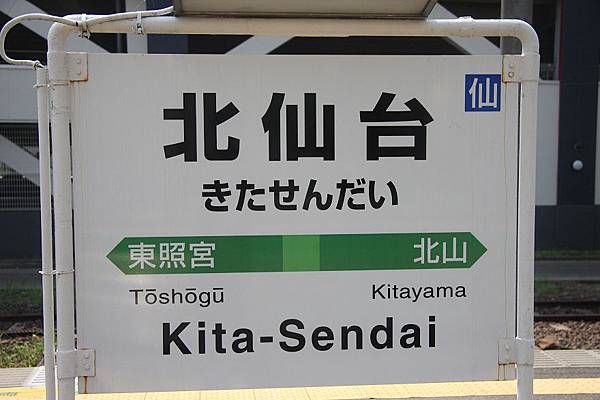 仙
北仙台
きたせんだい
東照宮 北山
Tōshōgū Kitayama
Kita-Sendai